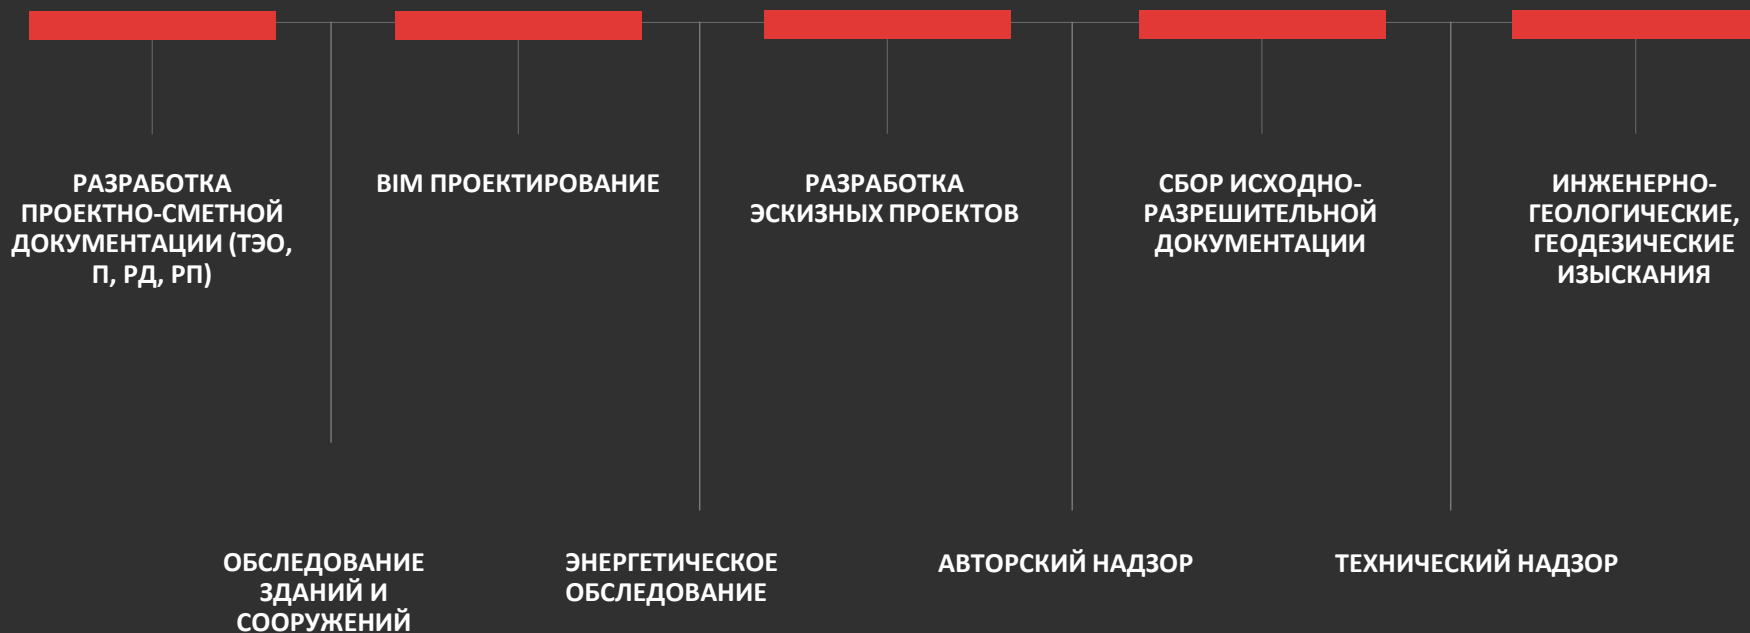 РАЗРАБОТКА
ПРОЕКТНО-СМЕТНОЙ
ДОКУМЕНТАЦИИ (ТЭО,
П, РД, РП)
BIM ПРОЕКТИРОВАНИЕ
РАЗРАБОТКА
ЭСКИЗНЫХ ПРОЕКТОВ
СБОР ИСХОДНО-
РАЗРЕШИТЕЛЬНОЙ
ДОКУМЕНТАЦИИ
ИНЖЕНЕРНО-
ГЕОЛОГИЧЕСКИЕ,
ГЕОДЕЗИЧЕСКИЕ
ИЗЫСКАНИЯ
ОБСЛЕДОВАНИЕ
ЗДАНИЙ И
СООРУЖЕНИЙ
ЭНЕРГЕТИЧЕСКОЕ
ОБСЛЕДОВАНИЕ
АВТОРСКИЙ НАДЗОР
ТЕХНИЧЕСКИЙ НАДЗОР